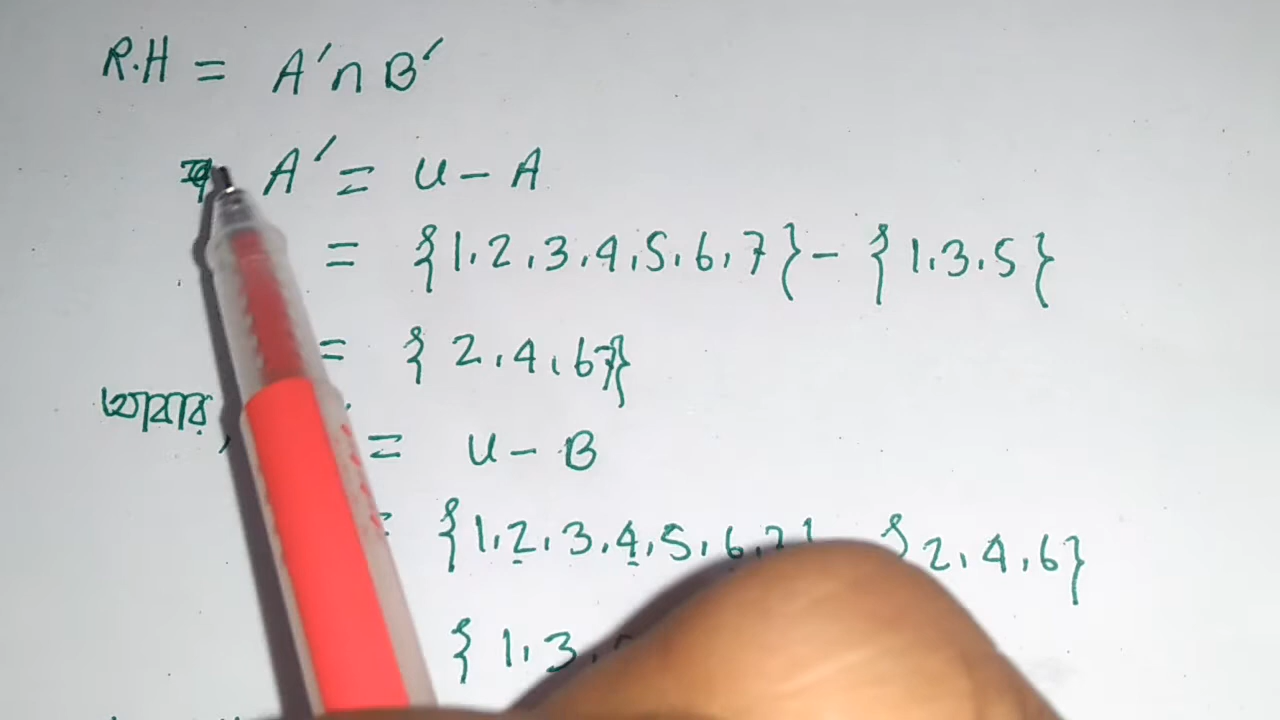 R.H = A′∩B′
A′ = U - A
= {1.2.3.4.5.6.7} - {1.3.5}
= {2.4.67}
আবার,
= U - B
= {1.2.3.4.5.6.7} {2.4.6}
{1.3.